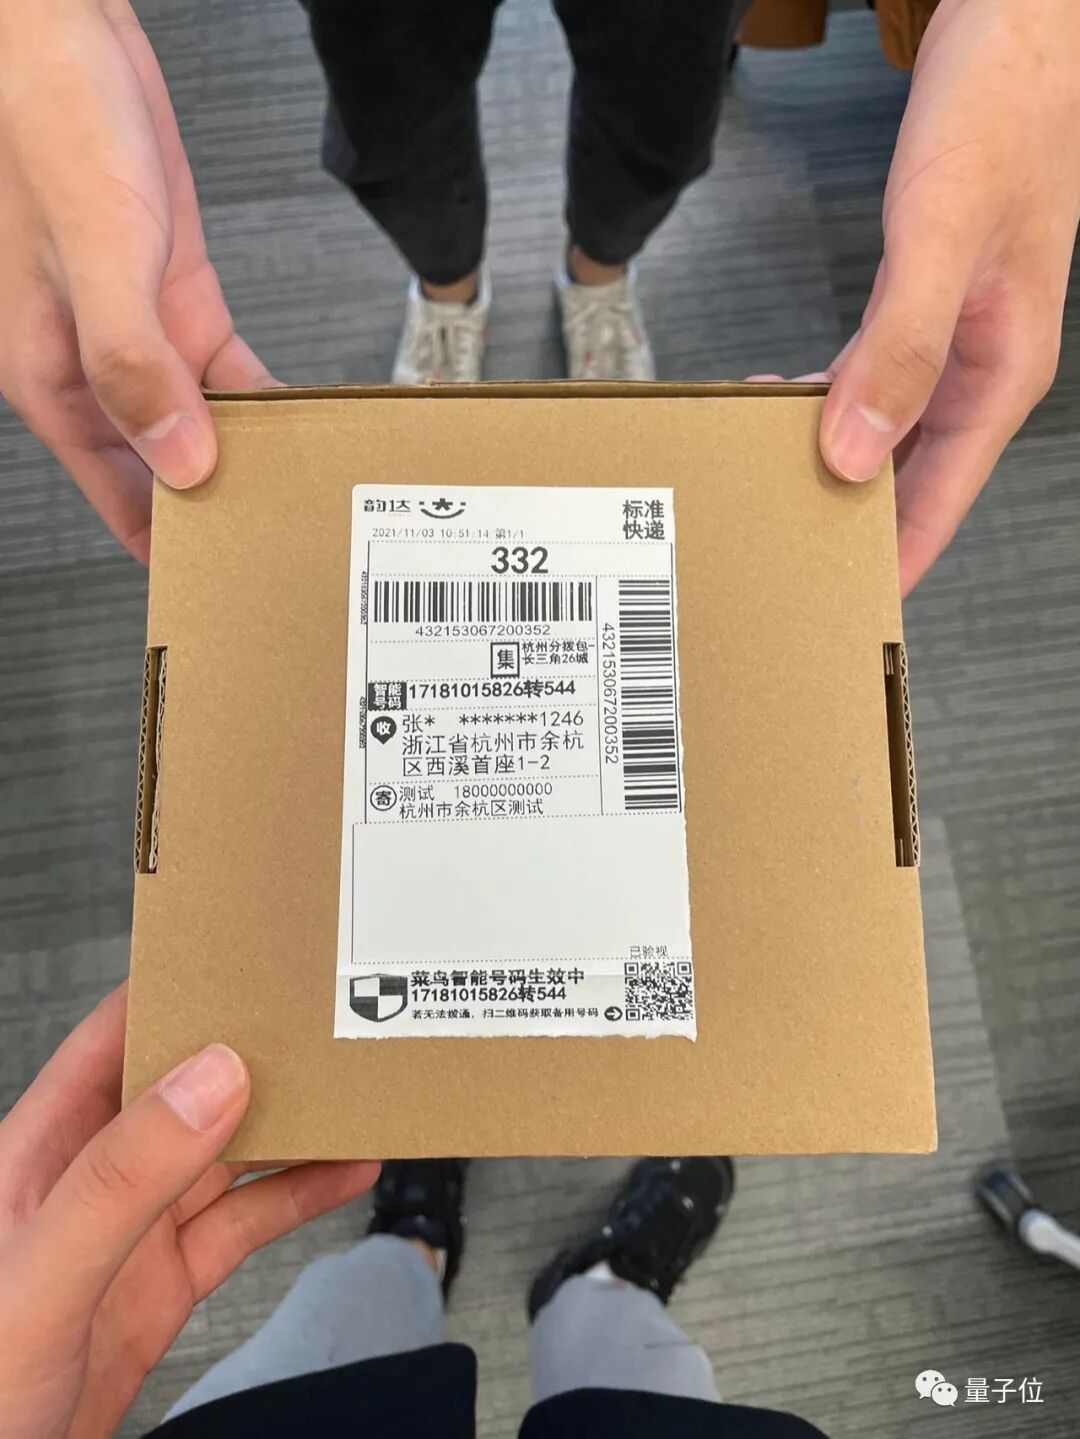 韵达
标准
快递
2021/11/03 10:51:14 第1/1
332
432153067200352
432153067200352
集
杭州分拨包-
长三角26城
智能
号码
17181015826转544
收
张* *******1246
浙江省杭州市余杭
区西溪首座1-2
寄
测试 18000000000
杭州市余杭区测试
已验视
菜鸟智能号码生效中
17181015826转544
若无法拨通，扫二维码获取备用号码
量子位